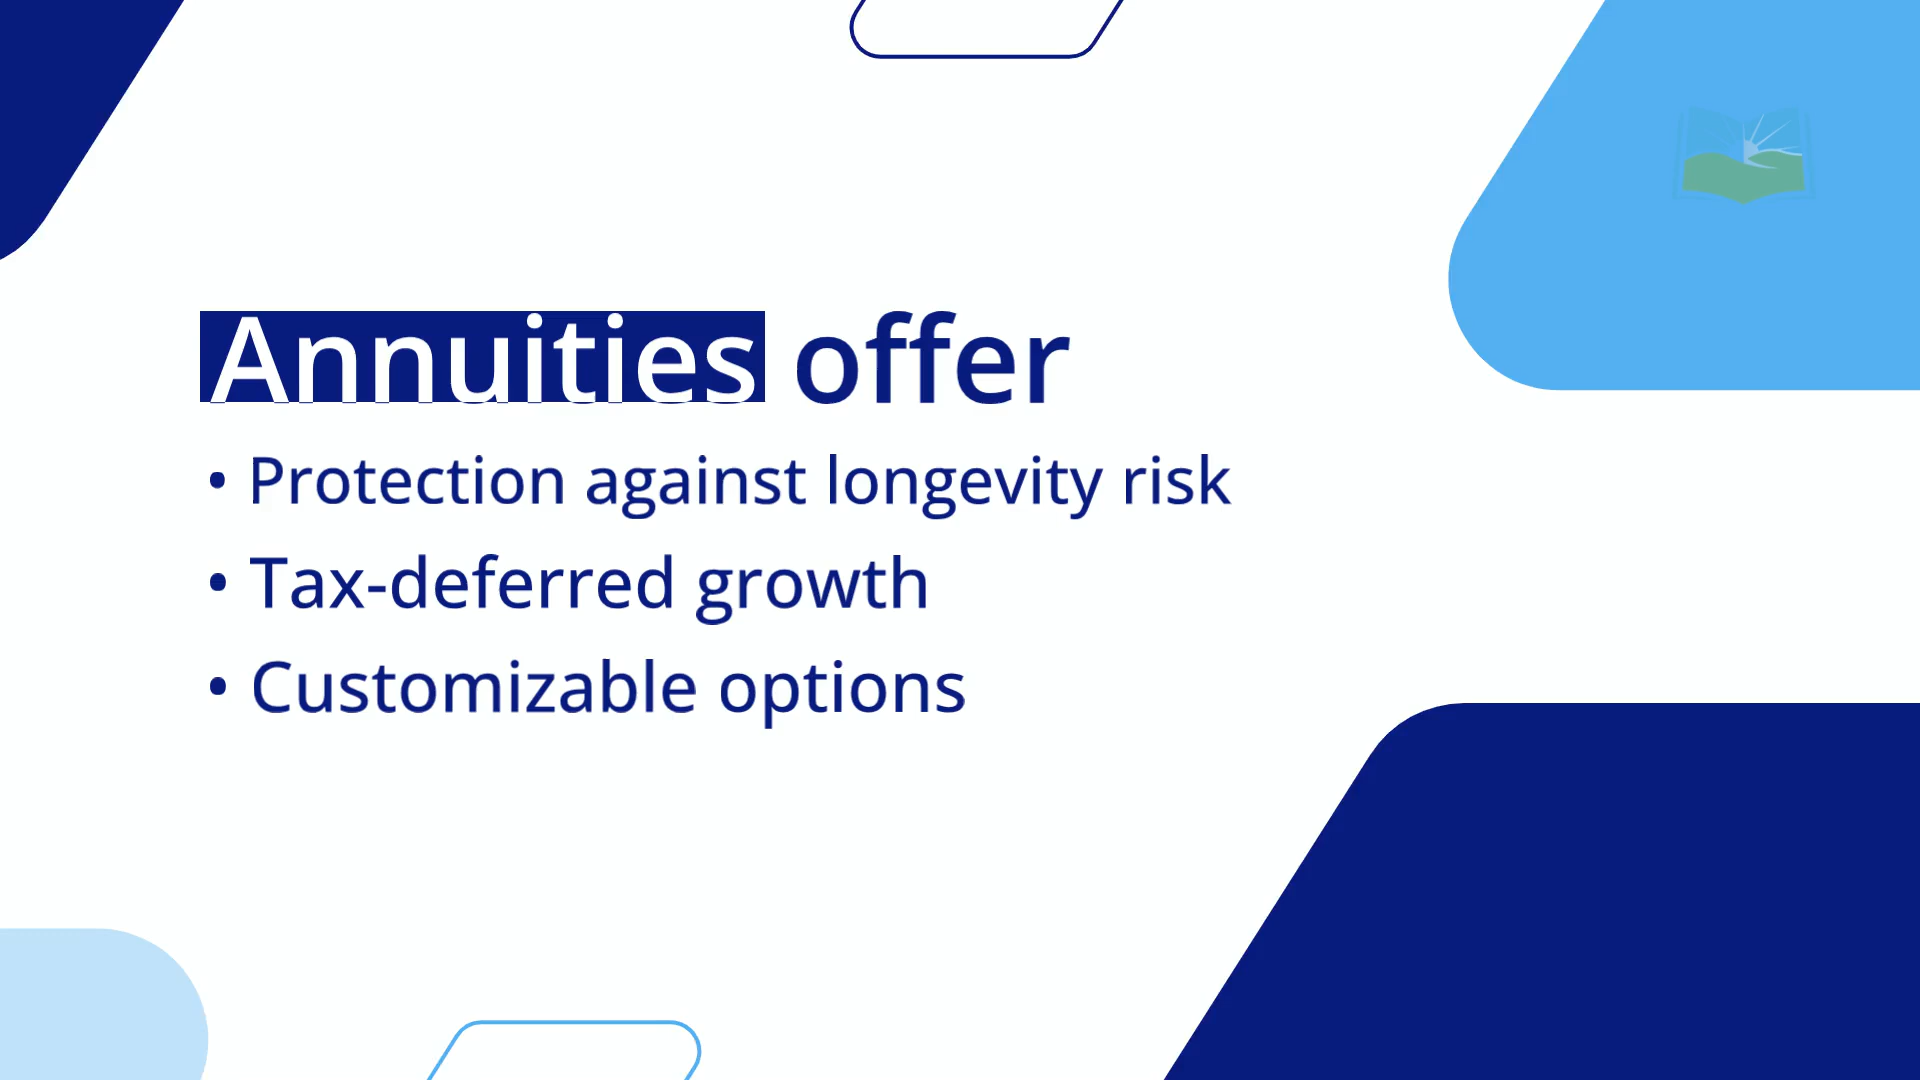 Annuities offer
• Protection against longevity risk
• Tax-deferred growth
• Customizable options